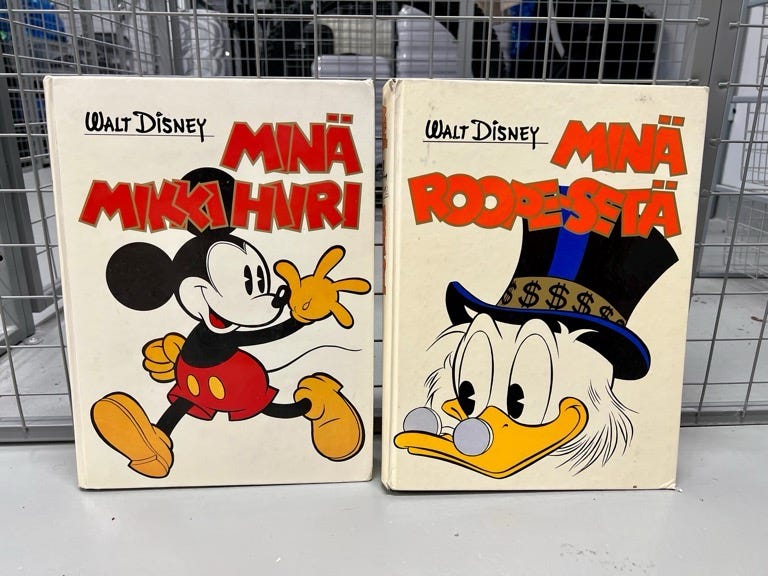 WALT DISNEY
MINÄ
MIKKI HIIRI
WALT DISNEY
MINÄ
ROOPE-SETÄ
$ $ $ $ $ $